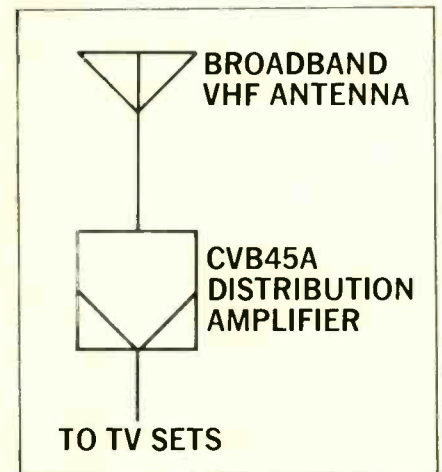 BROADBAND
VHF ANTENNA
CVB45A
DISTRIBUTION
AMPLIFIER
TO TV SETS